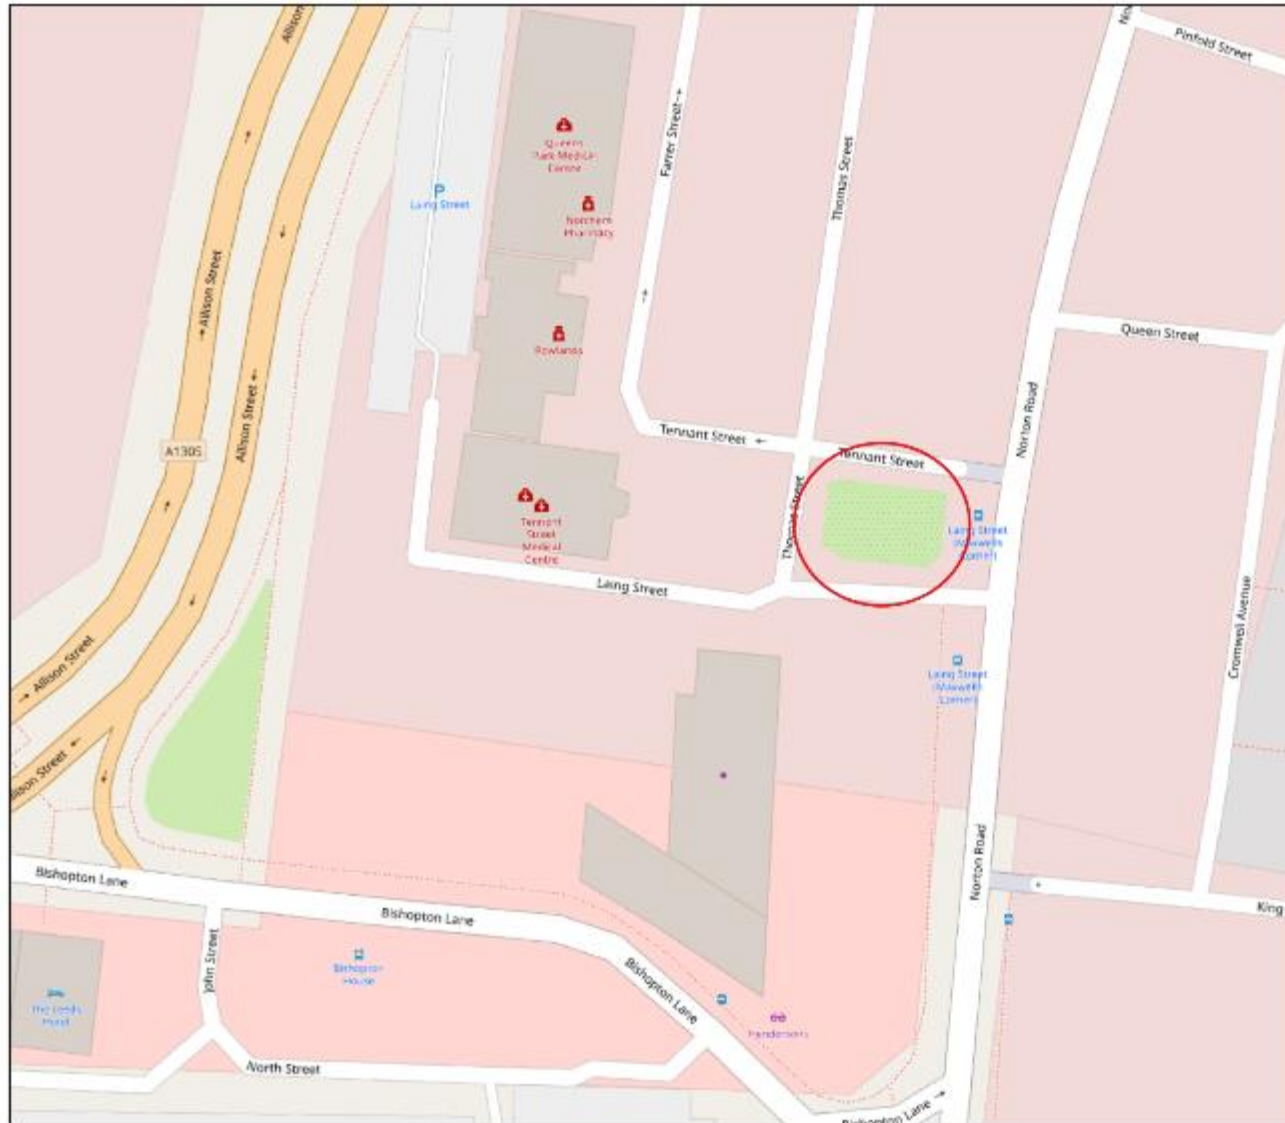 Allison
No
Pinfold Street
Queens
Park Medical
Centre
Farrer Street
Thomas Street
P
Laing Street
Northern
Pharmacy
Allison Street
Rowlands
Queen Street
Allison Street
Norton Road
Tennant Street
Tennant Street
A1305
Thomas Street
Tennant
Street
Medical
Centre
Laing Street
(Maxwells
Corner)
Laing Street
Cromwell Avenue
Allison Street
Laing Street
(Maxwells
Corner)
llison Street
Bishopton Lane
Norton Road
Bishopton Lane
King
John Street
Bishopton
House
Bishopton Lane
Hendersons
North Street
Bishopton Lane